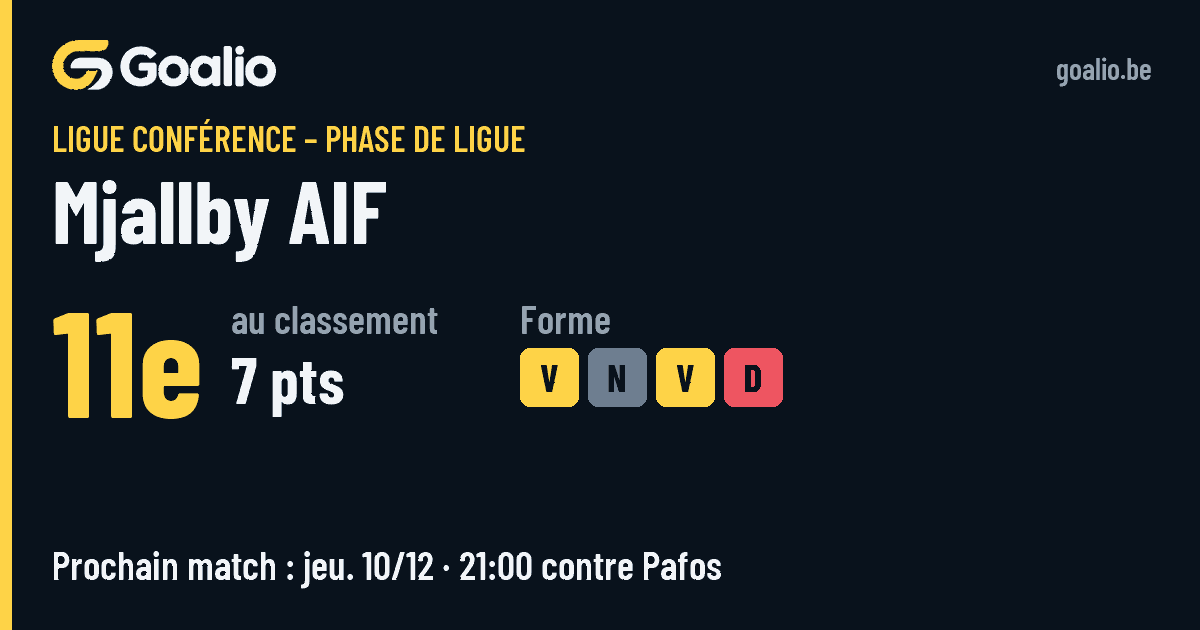 Goalio
goalio.be
LIGUE CONFÉRENCE – PHASE DE LIGUE
Mjallby AIF
11e
au classement
7 pts
Forme
V N V D
Prochain match : jeu. 10/12 · 21:00 contre Pafos